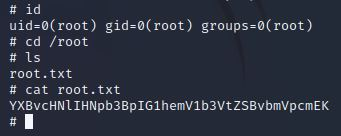 # id
uid=0(root) gid=0(root) groups=0(root)
# cd /root
# ls
root.txt
# cat root.txt
YXBvcHNlIHNpb3BpIG1hemV1b3VtZSBvbmVpcmEK
#